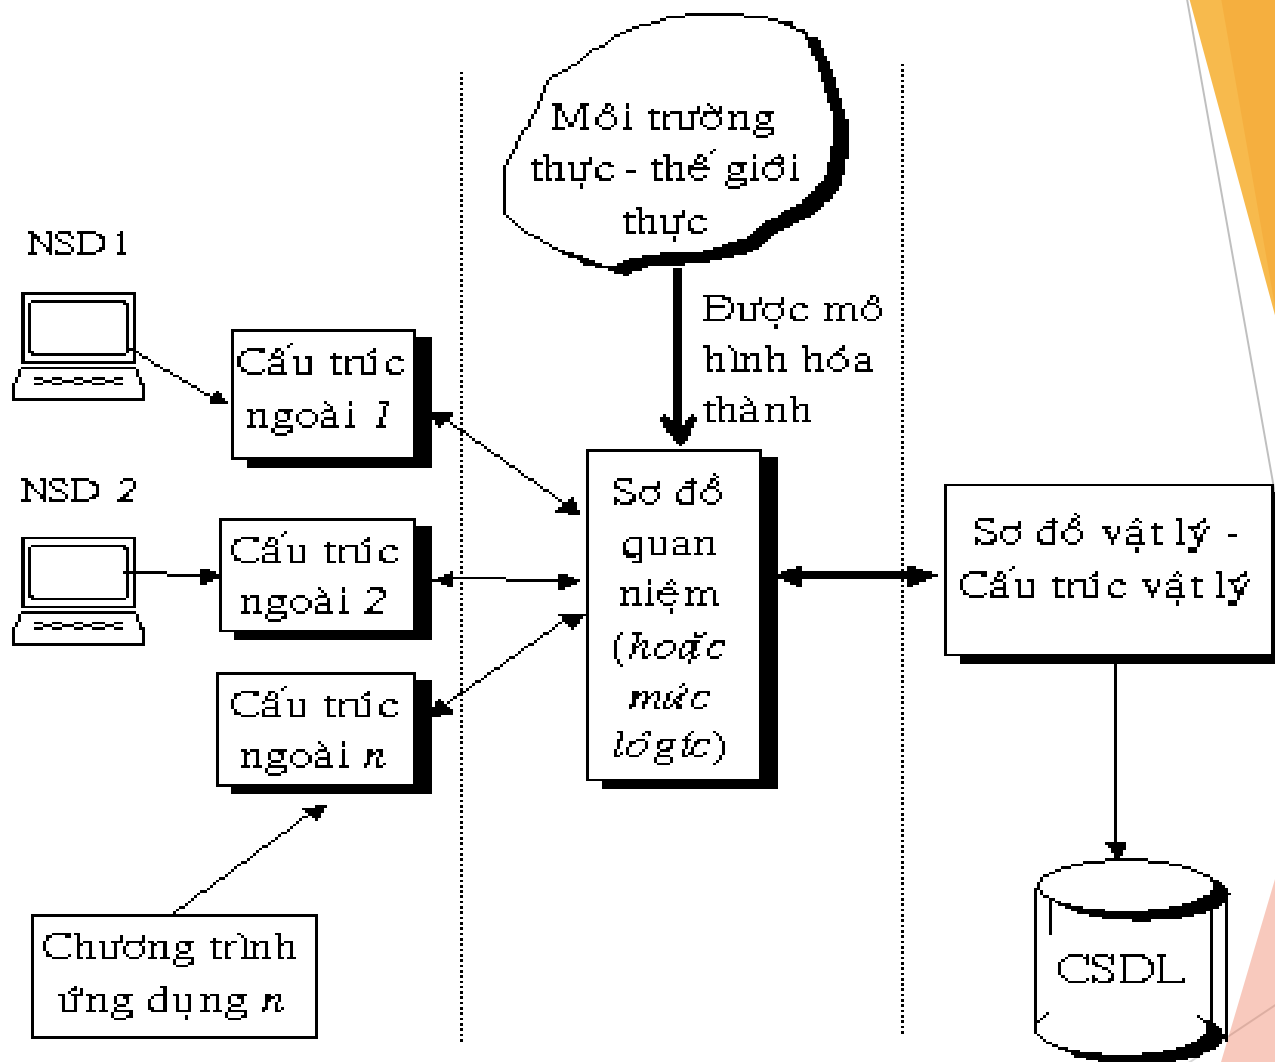 Môi trường
thực - thế giới
thực
NSD 1
Được mô
hình hóa
thành
Cấu trúc
ngoài 1
NSD 2
Cấu trúc
ngoài 2
Sơ đồ
quan
niệm
(hoặc
mức
lôgíc)
Sơ đồ vật lý -
Cấu trúc vật lý
Cấu trúc
ngoài n
Chương trình
ứng dụng n
CSDL